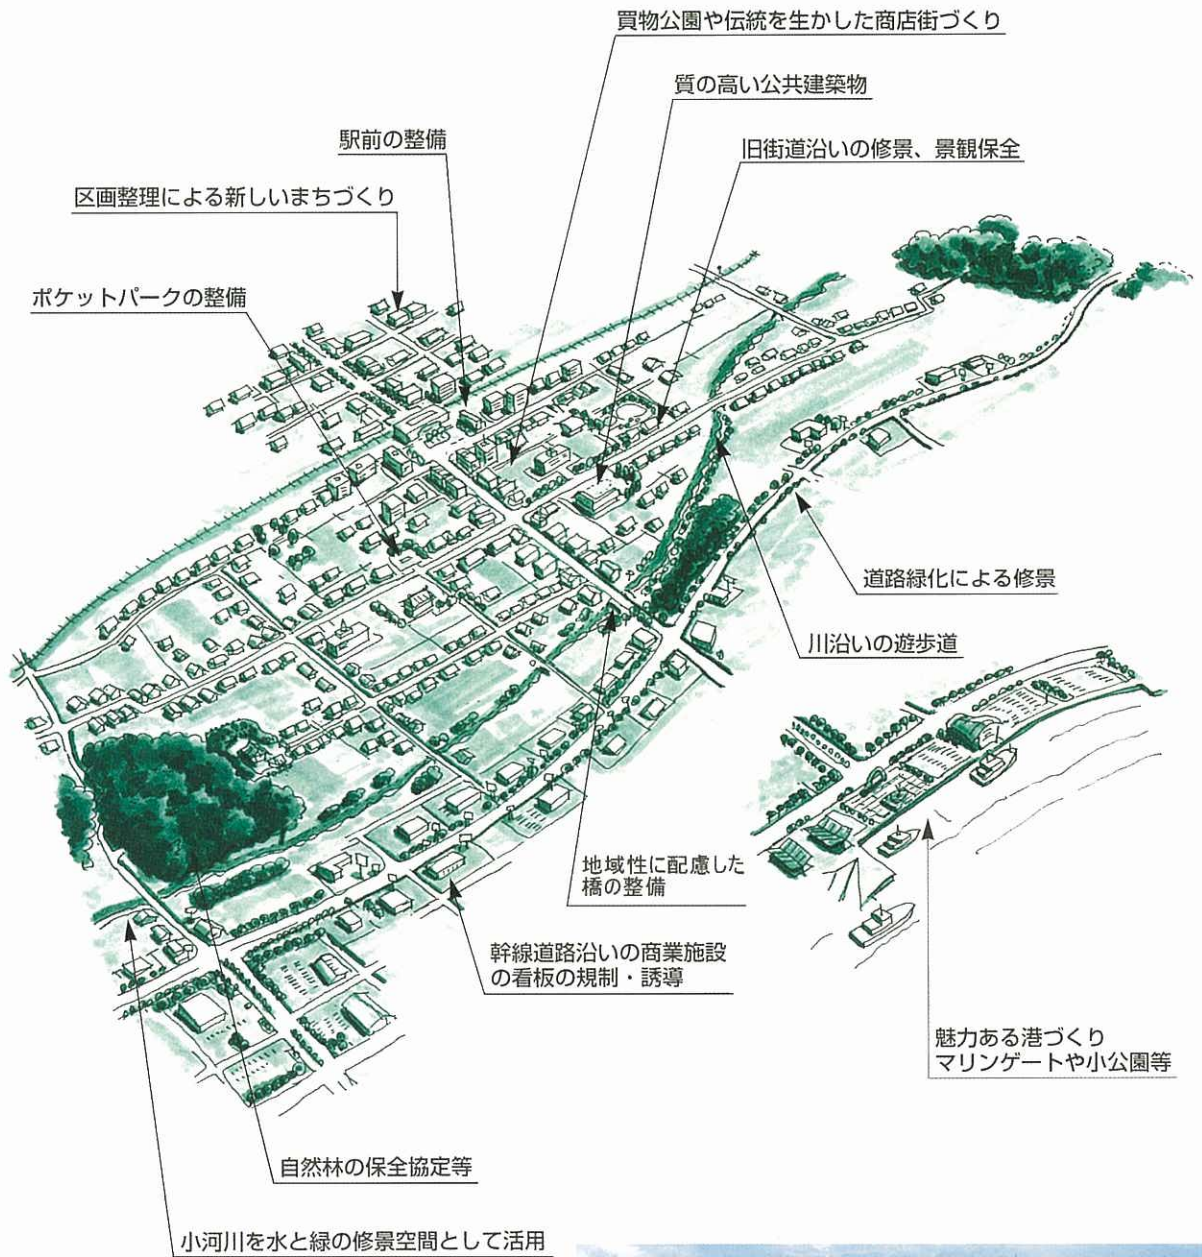 買物公園や伝統を生かした商店街づくり
質の高い公共建築物
駅前の整備
旧街道沿いの修景、景観保全
区画整理による新しいまちづくり
ポケットパークの整備
道路緑化による修景
川沿いの遊歩道
地域性に配慮した
橋の整備
幹線道路沿いの商業施設
の看板の規制・誘導
魅力ある港づくり
マリンゲートや小公園等
自然林の保全協定等
小河川を水と緑の修景空間として活用